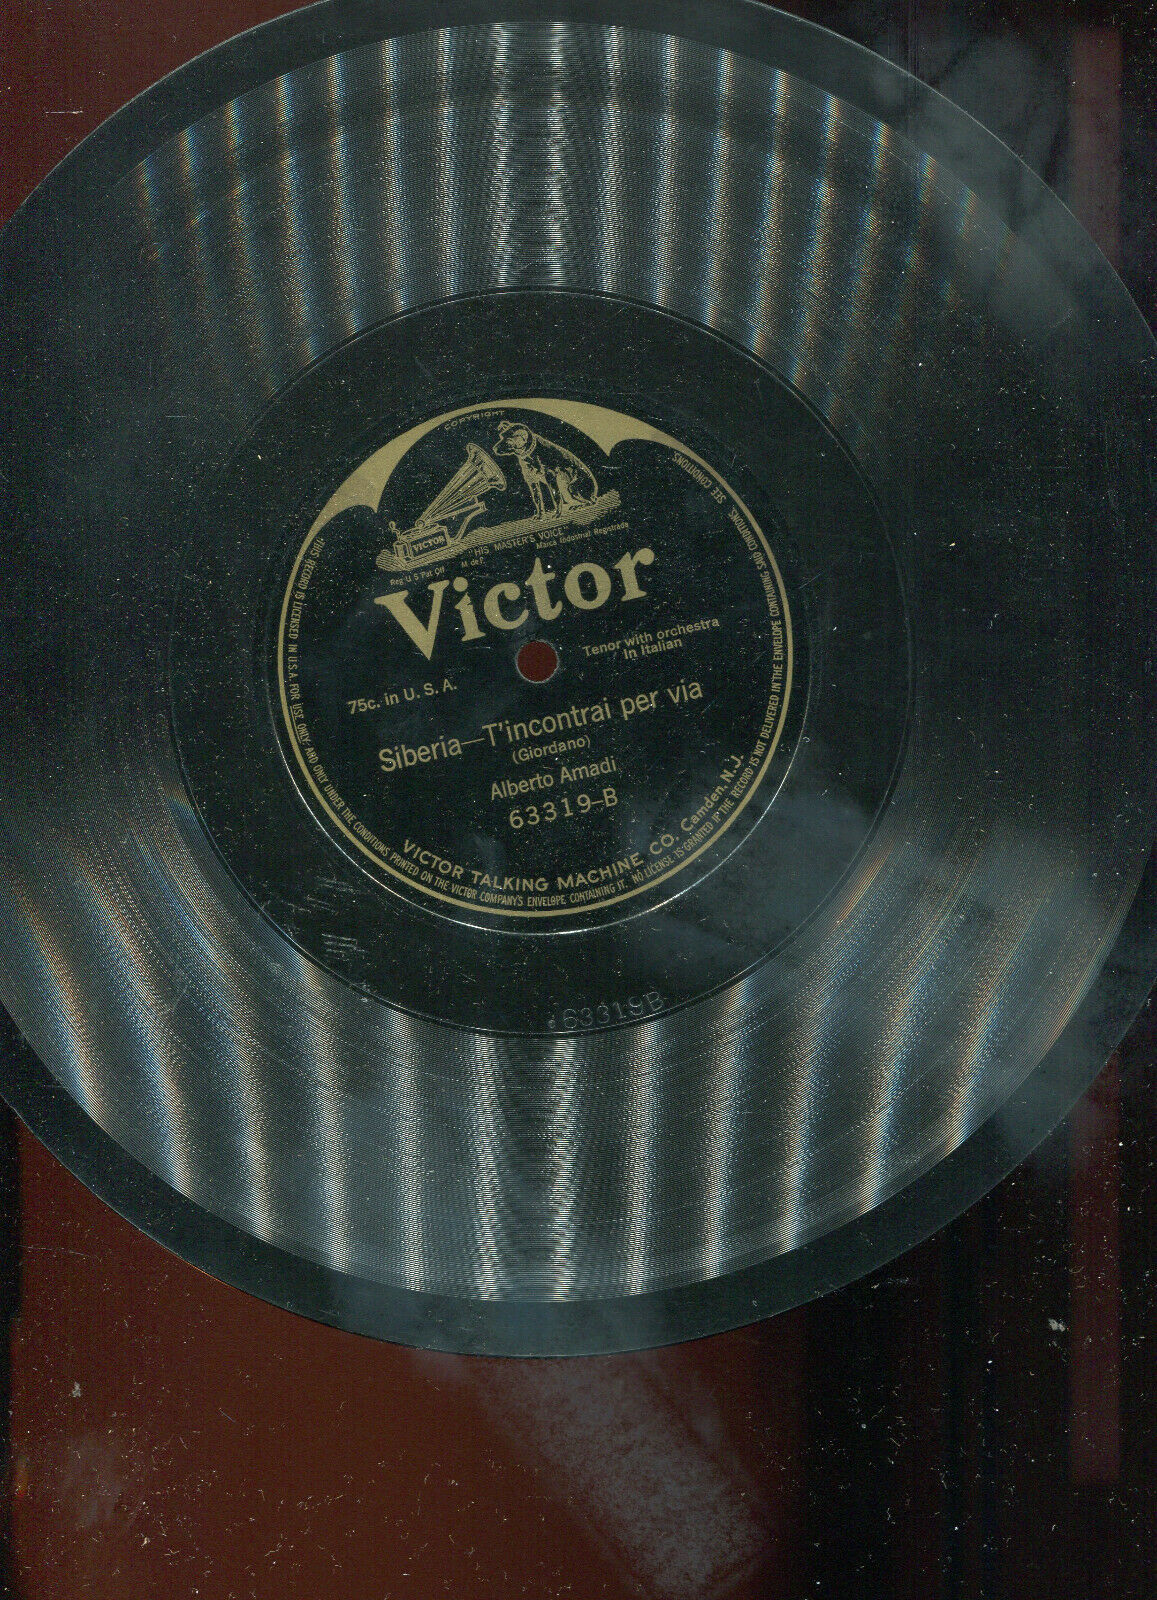 COPYRIGHT
VICTOR
"HIS MASTER'S VOICE"
Reg. U S Pat Off M de F. Marca Industrial Registrada
Victor
Tenor with orchestra
In Italian
75c. in U. S. A.
Siberia—T'incontrai per via
(Giordano)
Alberto Amadi
63319-B
VICTOR TALKING MACHINE CO. Camden, N.J.
THIS RECORD IS LICENSED IN U.S.A. FOR USE ONLY, AND ONLY UNDER THE CONDITIONS PRINTED ON THE VICTOR COMPANY'S ENVELOPE CONTAINING IT. NO LICENSE IS GRANTED IF THE RECORD IS NOT DELIVERED IN THE ENVELOPE CONTAINING SAID CONDITIONS. SEE CONDITIONS.
63319B